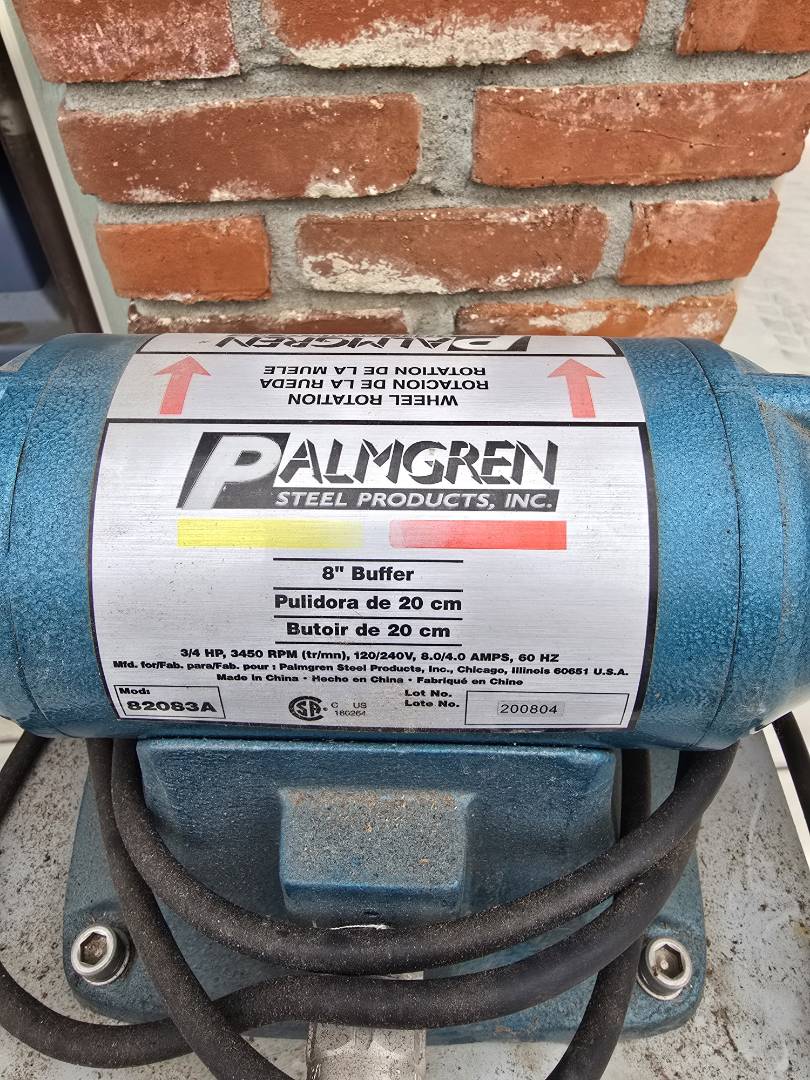 PALMGREN
ROTATION DE LA MUELE
ROTACION DE LA RUEDA
WHEEL ROTATION
PALMGREN
STEEL PRODUCTS, INC.
8" Buffer
Pulidora de 20 cm
Butoir de 20 cm
3/4 HP, 3450 RPM (tr/mn), 120/240V, 8.0/4.0 AMPS, 60 HZ
Mfd. for/Fab. para/Fab. pour : Palmgren Steel Products, Inc., Chicago, Illinois 60651 U.S.A.
Made in China · Hecho en China · Fabriqué en Chine
Mod:
82083A
SA
C US
180264
Lot No.
Lote No.
200804